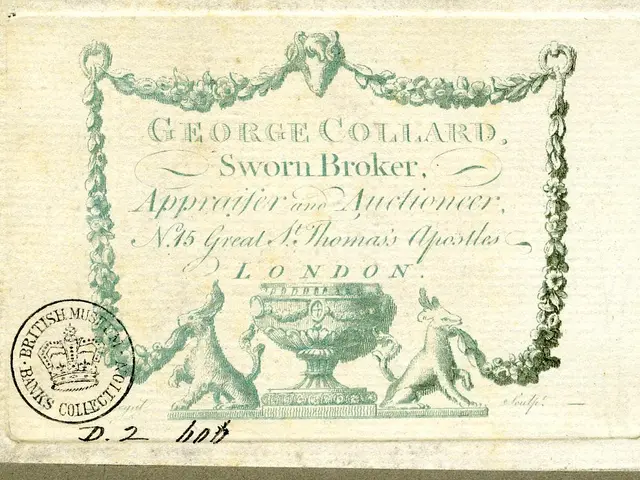 GEORGE COLLARD,
Sworn Broker,
Appraiſer and Auctioneer,
No. 15 Great St. Thomas's Apostles
LONDON.
BRITISH MUSEUM
BANKS COLLECTION
Sculpt.
D. 2